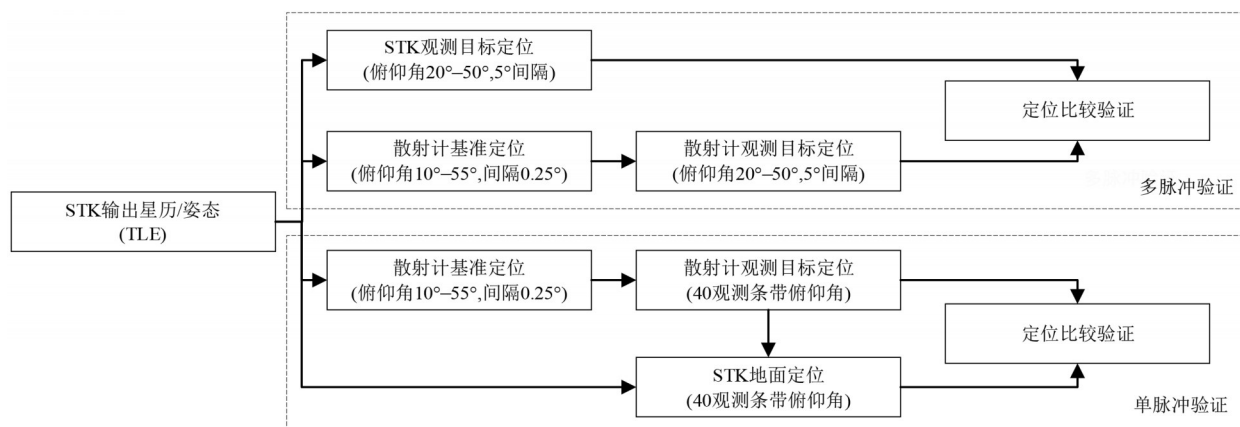 STK观测目标定位
(俯仰角20°–50°,5°间隔)
定位比较验证
散射计基准定位
(俯仰角10°–55°,间隔0.25°)
散射计观测目标定位
(俯仰角20°–50°,5°间隔)
多脉冲验证
STK输出星历/姿态
(TLE)
散射计基准定位
(俯仰角10°–55°,间隔0.25°)
散射计观测目标定位
(40观测条带俯仰角)
定位比较验证
STK地面定位
(40观测条带俯仰角)
单脉冲验证